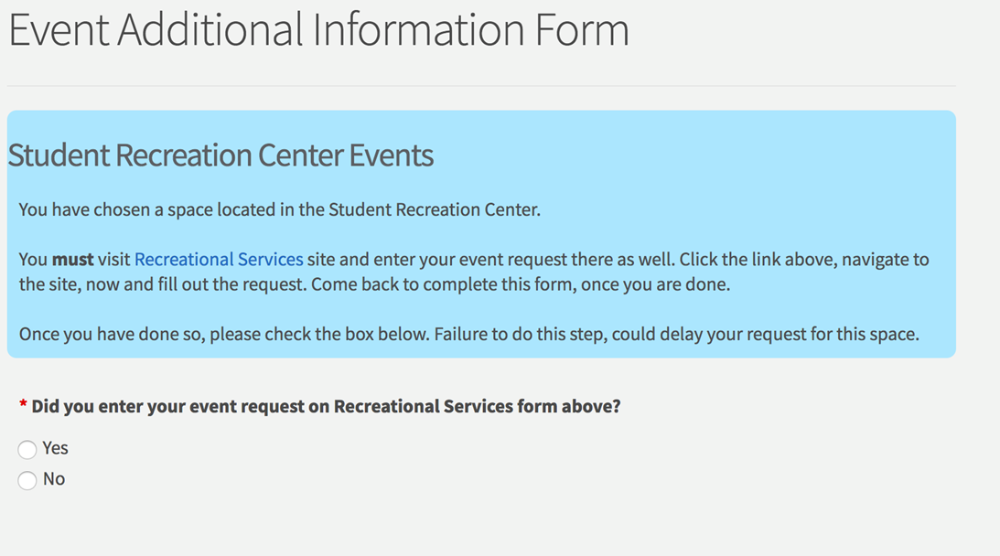 Event Additional Information Form
Student Recreation Center Events
You have chosen a space located in the Student Recreation Center.
You must visit Recreational Services site and enter your event request there as well. Click the link above, navigate to
the site, now and fill out the request. Come back to complete this form, once you are done.
Once you have done so, please check the box below. Failure to do this step, could delay your request for this space.
* Did you enter your event request on Recreational Services form above?
Yes
No